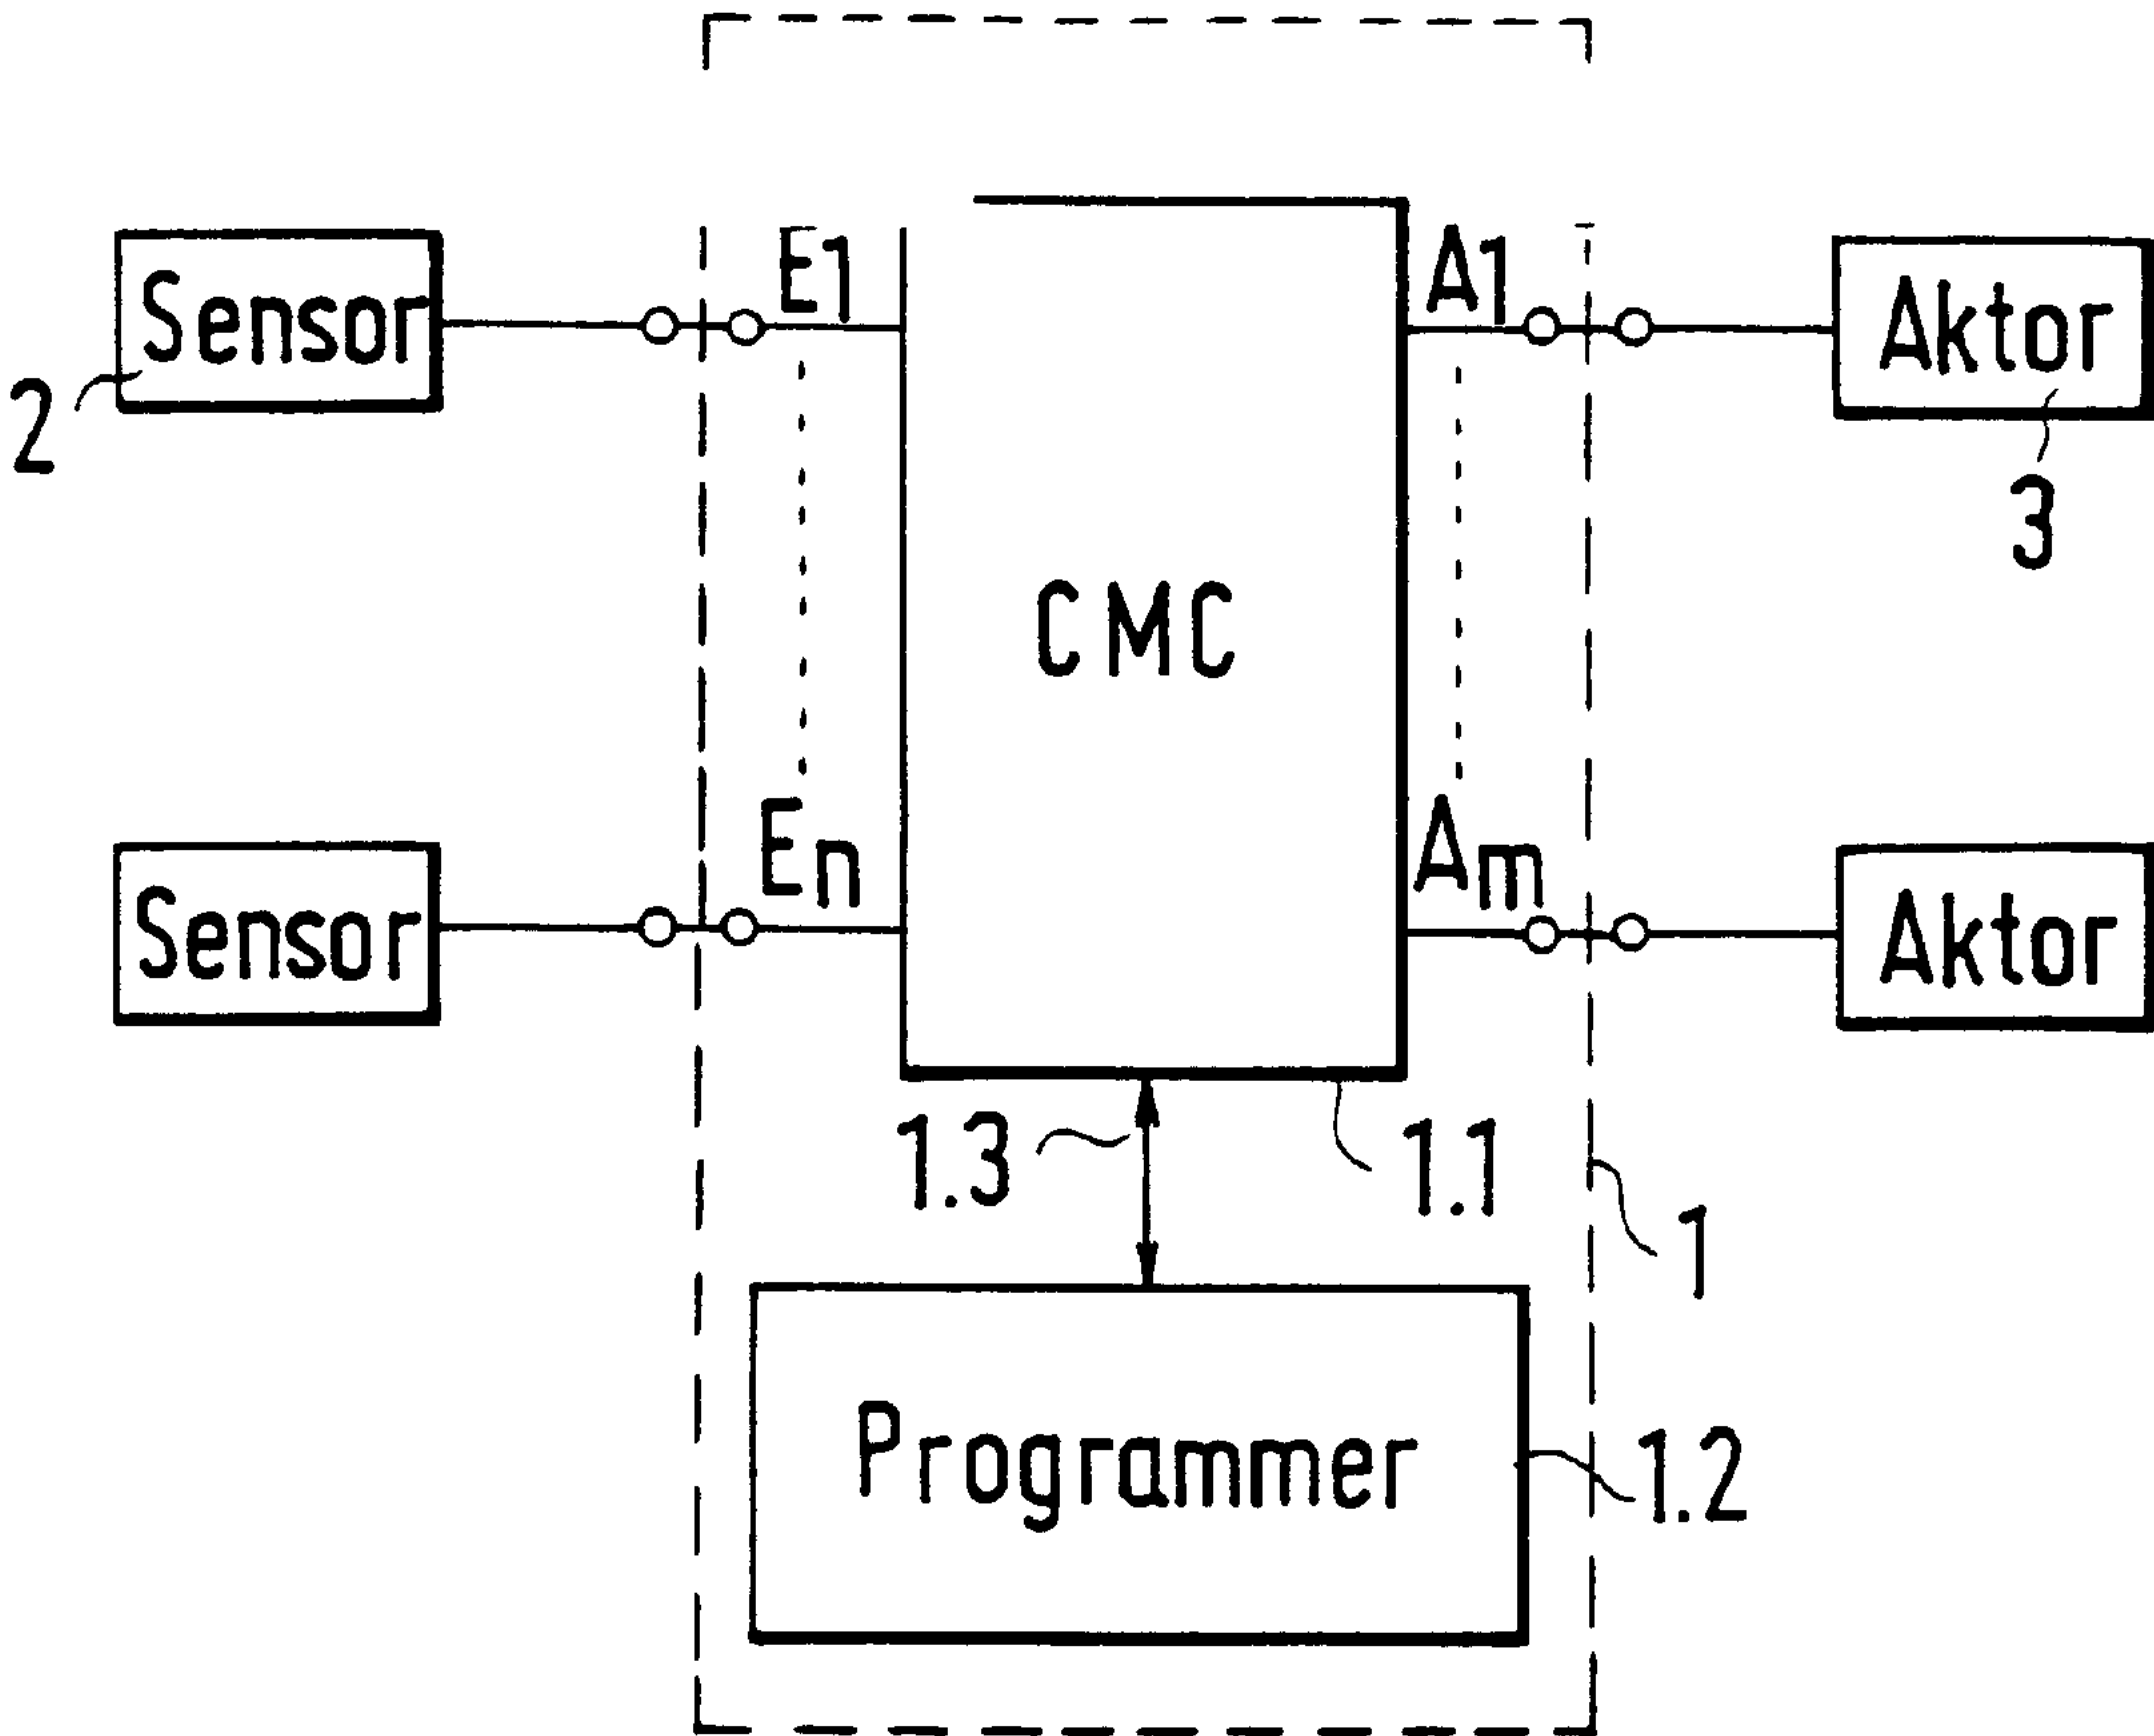 E1
A1
Sensor
Aktor
2
3
CMC
En
Am
Sensor
Aktor
1.3
1.1
1
Programmer
1.2